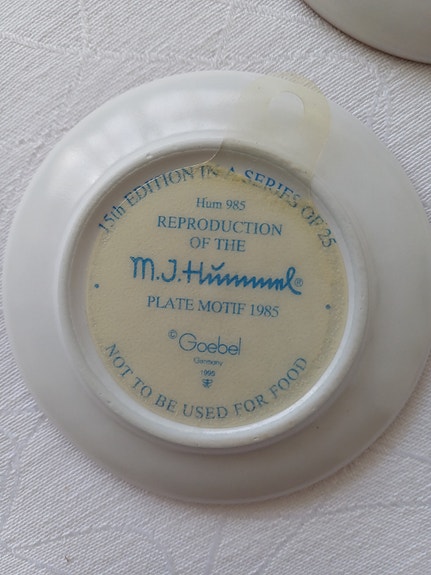 15th EDITION IN A SERIES OF 25
Hum 985
REPRODUCTION
OF THE
M.J.Hummel®
PLATE MOTIF 1985
© Goebel
Germany
1995
NOT TO BE USED FOR FOOD